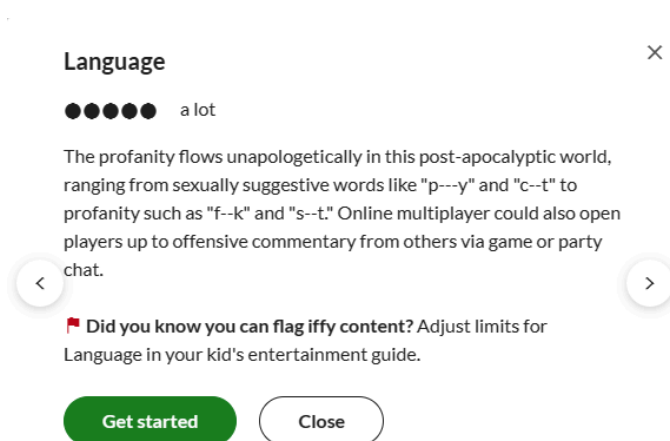 Language
a lot
The profanity flows unapologetically in this post-apocalyptic world,
ranging from sexually suggestive words like "p---y" and "c--t" to
profanity such as "f--k" and "s--t." Online multiplayer could also open
players up to offensive commentary from others via game or party
chat.
Did you know you can flag iffy content? Adjust limits for
Language in your kid's entertainment guide.
Get started
Close